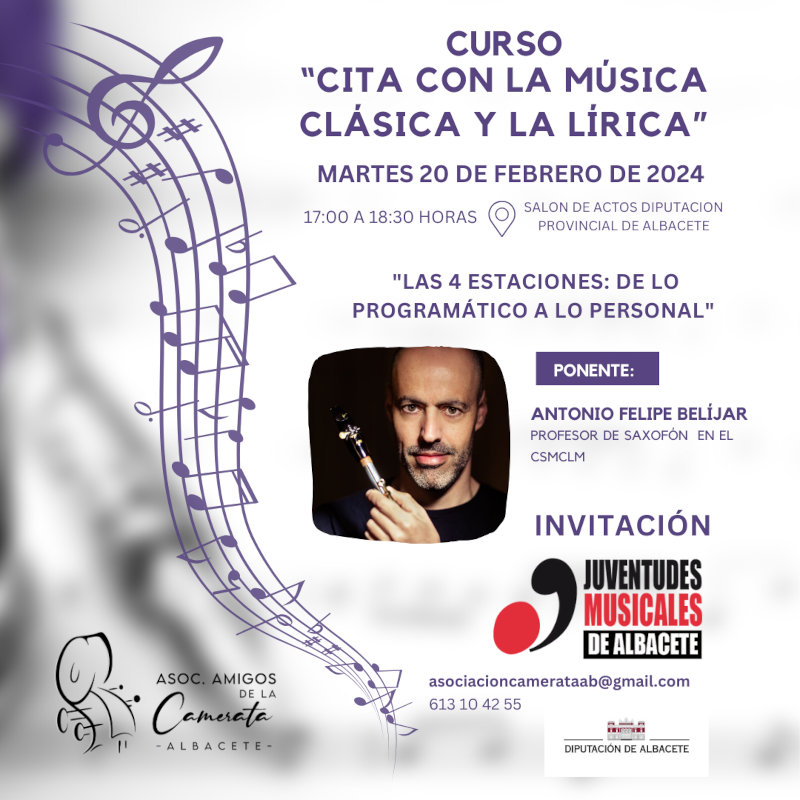 CURSO
“CITA CON LA MÚSICA
CLÁSICA Y LA LÍRICA”
MARTES 20 DE FEBRERO DE 2024
17:00 A 18:30 HORAS
SALON DE ACTOS DIPUTACION
PROVINCIAL DE ALBACETE
"LAS 4 ESTACIONES: DE LO
PROGRAMÁTICO A LO PERSONAL"
PONENTE:
ANTONIO FELIPE BELÍJAR
PROFESOR DE SAXOFÓN EN EL
CSMCLM
INVITACIÓN
JUVENTUDES
MUSICALES
DE ALBACETE
asociacioncamerataab@gmail.com
613 10 42 55
ASOC. AMIGOS
DE LA
Camerata
-ALBACETE-
DIPUTACIÓN DE ALBACETE